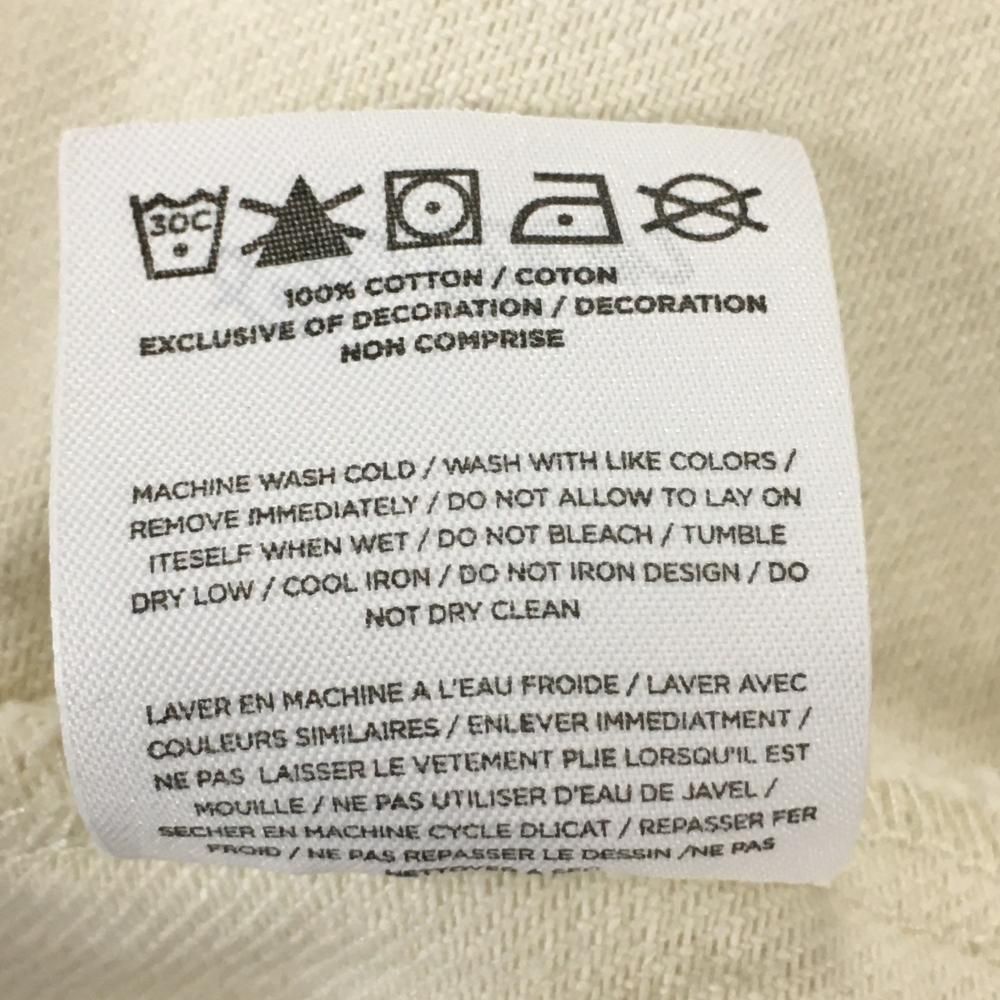 30C
100% COTTON / COTON
EXCLUSIVE OF DECORATION / DECORATION
NON COMPRISE
MACHINE WASH COLD / WASH WITH LIKE COLORS /
REMOVE IMMEDIATELY / DO NOT ALLOW TO LAY ON
ITESELF WHEN WET / DO NOT BLEACH / TUMBLE
DRY LOW / COOL IRON / DO NOT IRON DESIGN / DO
NOT DRY CLEAN
LAVER EN MACHINE A L'EAU FROIDE / LAVER AVEC
COULEURS SIMILAIRES / ENLEVER IMMEDIATMENT /
NE PAS LAISSER LE VETEMENT PLIE LORSQU'IL EST
MOUILLE / NE PAS UTILISER D'EAU DE JAVEL /
SECHER EN MACHINE CYCLE DLICAT / REPASSER FER
FROID / NE PAS REPASSER LE DESSIN /NE PAS
NETTOYER A